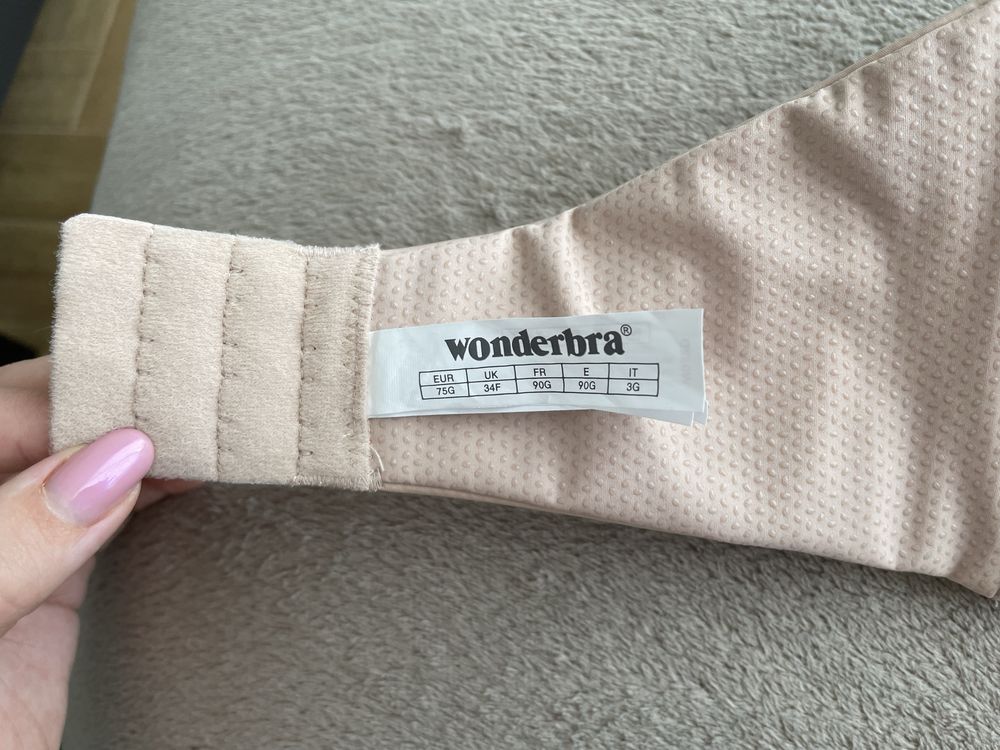 wonderbra®
EUR UK FR E IT
75G 34F 90G 90G 3G